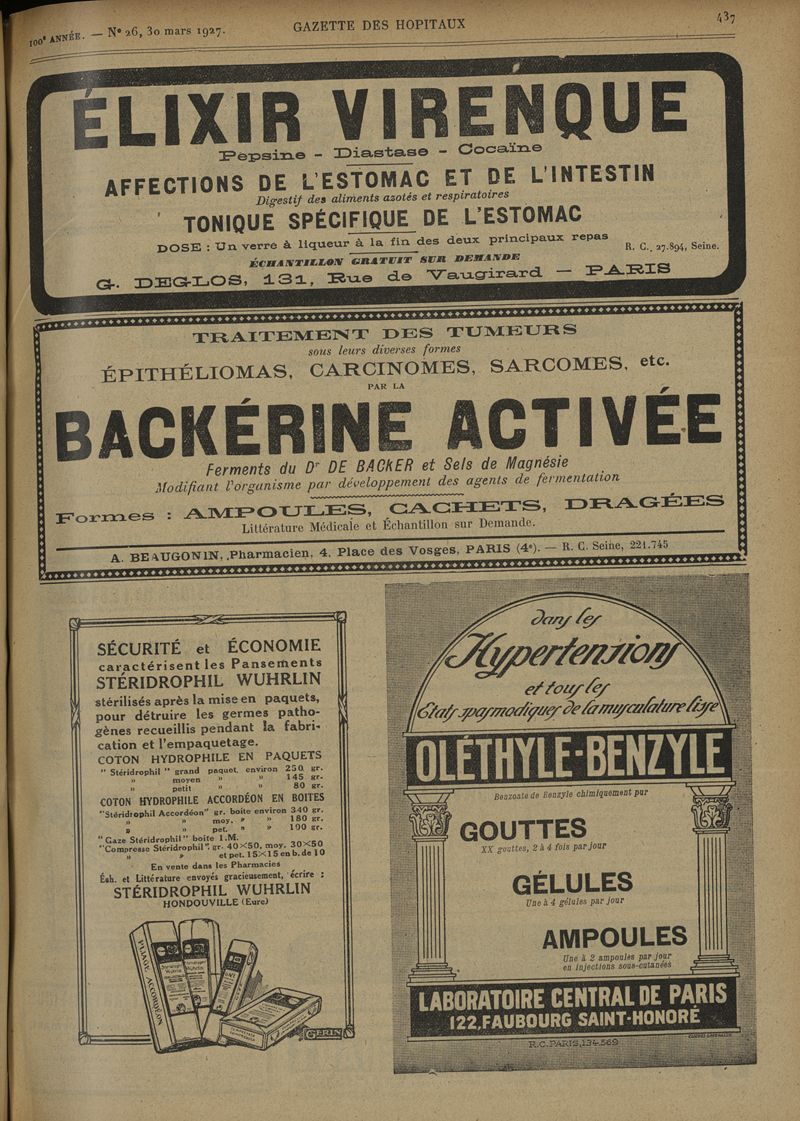 100e ANNÉE. — N° 26, 30 mars 1927.
GAZETTE DES HOPITAUX
437
ÉLIXIR VIRENQUE
Pepsine - Diastase - Cocaïne
AFFECTIONS DE L'ESTOMAC ET DE L'INTESTIN
Digestif des aliments azotés et respiratoires
TONIQUE SPÉCIFIQUE DE L'ESTOMAC
DOSE : Un verre à liqueur à la fin des deux principaux repas
R. C. 27.894, Seine.
ÉCHANTILLON GRATUIT SUR DEMANDE
G. DEGLOS, 131, Rue de Vaugirard — PARIS
TRAITEMENT DES TUMEURS
sous leurs diverses formes
ÉPITHÉLIOMAS, CARCINOMES, SARCOMES, etc.
PAR LA
BACKÉRINE ACTIVÉE
Ferments du Dr DE BACKER et Sels de Magnésie
Modifiant l'organisme par développement des agents de fermentation
Formes : AMPOULES, CACHETS, DRAGÉES
Littérature Médicale et Échantillon sur Demande.
A. BEAUGONIN, Pharmacien, 4, Place des Vosges, PARIS (4e). — R. C. Seine, 221.745
SÉCURITÉ et ÉCONOMIE
caractérisent les Pansements
STÉRIDROPHIL WUHRLIN
stérilisés après la mise en paquets,
pour détruire les germes patho-
gènes recueillis pendant la fabri-
cation et l'empaquetage.
COTON HYDROPHILE EN PAQUETS
"Stéridrophil" grand paquet, environ 250 gr.
" moyen " " 145 gr.
" petit " " 80 gr.
COTON HYDROPHILE ACCORDÉON EN BOITES
"Stéridrophil Accordéon" gr. boite environ 340 gr.
" " moy. " " 180 gr.
" " pet. " " 100 gr.
"Gaze Stéridrophil" boite 1 M.
"Compresse Stéridrophil": gr. 40×50, moy. 30×50
" " et pet. 15×15 en b. de 10
En vente dans les Pharmacies
Éch. et Littérature envoyés gracieusement, écrire :
STÉRIDROPHIL WUHRLIN
HONDOUVILLE (Eure)
PLIAGE ACCORDÉON
GERIN
dans les
Hypertensions
et tous les
États spasmodiques de la musculature lisse
OLÉTHYLE-BENZYLE
Benzoate de Benzyle chimiquement pur
GOUTTES
XX gouttes, 2 à 4 fois par jour
GÉLULES
Une à 4 gélules par jour
AMPOULES
Une à 2 ampoules par jour
en injections sous-cutanées
LABORATOIRE CENTRAL DE PARIS
122, FAUBOURG SAINT-HONORÉ
R.C. PARIS, 134.569